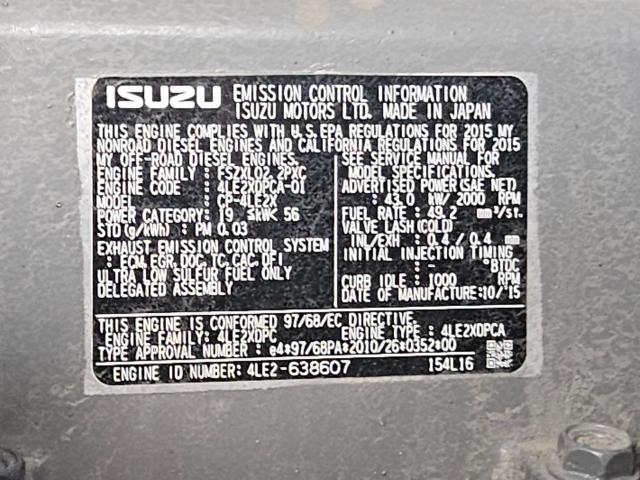 ISUZU EMISSION CONTROL INFORMATION
ISUZU MOTORS LTD. MADE IN JAPAN
THIS ENGINE COMPLIES WITH U.S.EPA REGULATIONS FOR 2015 MY
NONROAD DIESEL ENGINES AND CALIFORNIA REGULATIONS FOR 2015
MY OFF-ROAD DIESEL ENGINES.
ENGINE FAMILY : FSZXL02.2PXC
ENGINE CODE : 4LE2XDPCA-01
MODEL : CP-4LE2X
POWER CATEGORY : 19 ≤kW< 56
STD (g/kWh) : PM 0.03
EXHAUST EMISSION CONTROL SYSTEM
: ECM,EGR,DOC,TC,CAC,DFI
ULTRA LOW SULFUR FUEL ONLY
DELEGATED ASSEMBLY
SEE SERVICE MANUAL FOR
MODEL SPECIFICATIONS.
ADVERTISED POWER(SAE NET)
: 43.0 kW/ 2000 RPM
FUEL RATE : 49.2 mm³/st.
VALVE LASH(COLD)
INL/EXH : 0.4 / 0.4 mm
INITIAL INJECTION TIMING
: - °BTDC
CURB IDLE : 1000 RPM
DATE OF MANUFACTURE:10/'15
THIS ENGINE IS CONFORMED 97/68/EC DIRECTIVE.
ENGINE FAMILY: 4LE2XDPC ENGINE TYPE : 4LE2XDPCA
TYPE APPROVAL NUMBER : e4*97/68PA*2010/26*0352*00
ENGINE ID NUMBER: 4LE2-638607 154L16